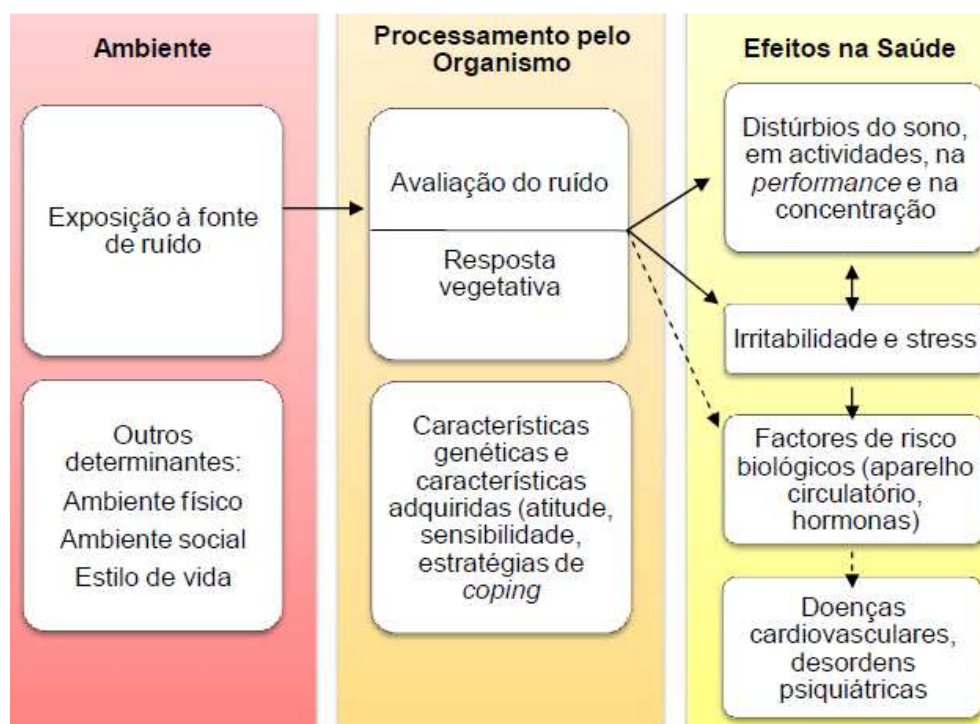 Ambiente
Exposição à fonte
de ruído
Outros
determinantes:
Ambiente físico
Ambiente social
Estilo de vida
Processamento pelo
Organismo
Avaliação do ruído
Resposta
vegetativa
Características
genéticas e
características
adquiridas (atitude,
sensibilidade,
estratégias de
coping
Efeitos na Saúde
Distúrbios do sono,
em actividades, na
performance e na
concentração
Irritabilidade e stress
Factores de risco
biológicos (aparelho
circulatório,
hormonas)
Doenças
cardiovasculares,
desordens
psiquiátricas